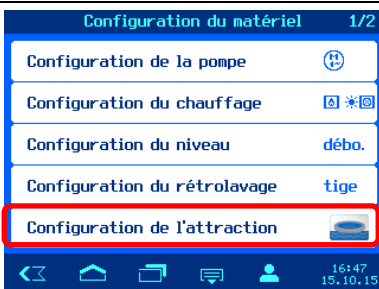 Configuration du matériel 1/2
Configuration de la pompe
Configuration du chauffage
Configuration du niveau débo.
Configuration du rétrolavage tige
Configuration de l'attraction
16:47
15.10.15